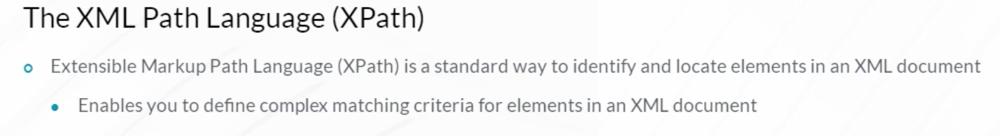 The XML Path Language (XPath)
Extensible Markup Path Language (XPath) is a standard way to identify and locate elements in an XML document
Enables you to define complex matching criteria for elements in an XML document